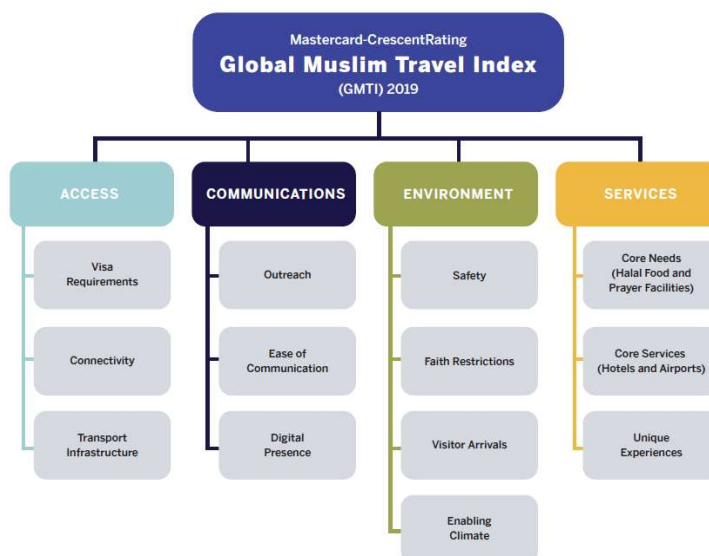 Mastercard-CrescentRating
Global Muslim Travel Index
(GMTI) 2019
ACCESS
Visa
Requirements
Connectivity
Transport
Infrastructure
COMMUNICATIONS
Outreach
Ease of
Communication
Digital
Presence
ENVIRONMENT
Safety
Faith Restrictions
Visitor Arrivals
Enabling
Climate
SERVICES
Core Needs
(Halal Food and
Prayer Facilities)
Core Services
(Hotels and Airports)
Unique
Experiences